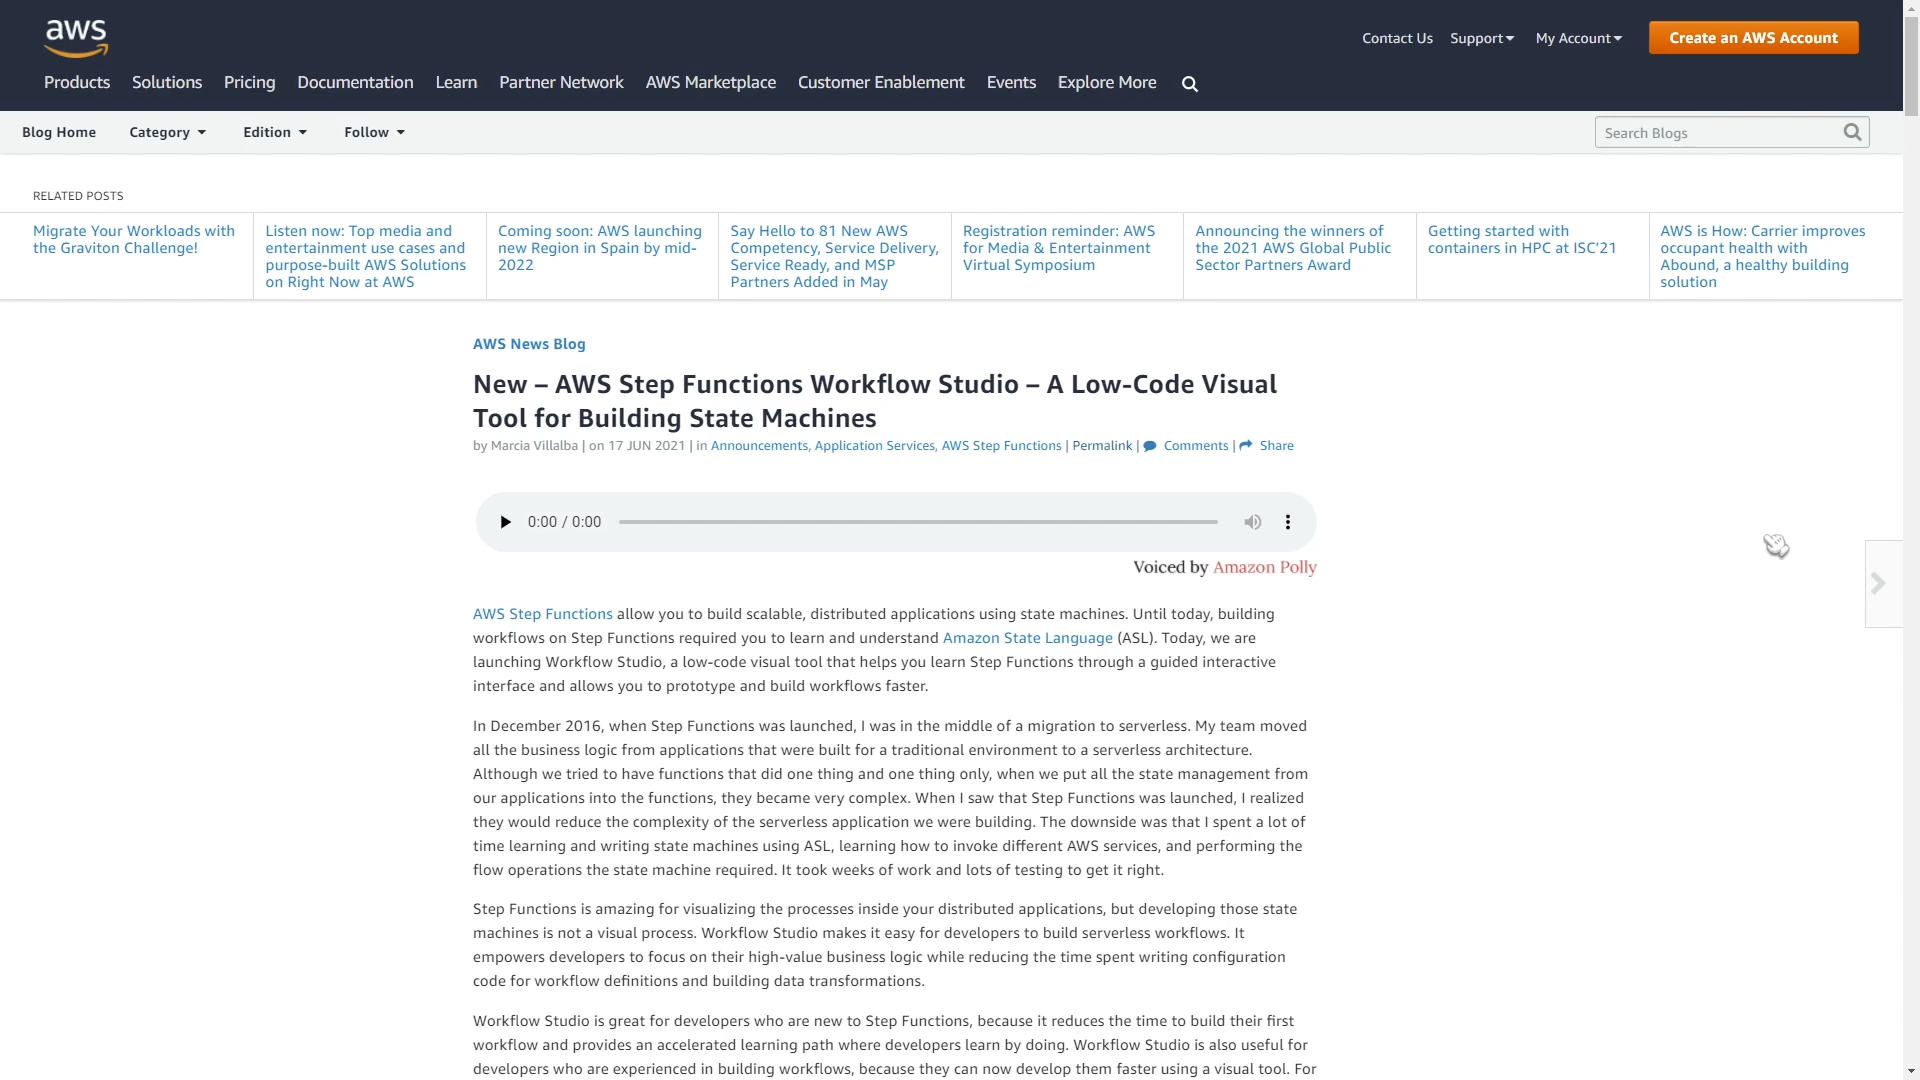 aws
Contact Us Support My Account Create an AWS Account
Products Solutions Pricing Documentation Learn Partner Network AWS Marketplace Customer Enablement Events Explore More
Blog Home Category Edition Follow Search Blogs
RELATED POSTS
Migrate Your Workloads with
the Graviton Challenge!
Listen now: Top media and
entertainment use cases and
purpose-built AWS Solutions
on Right Now at AWS
Coming soon: AWS launching
new Region in Spain by mid-
2022
Say Hello to 81 New AWS
Competency, Service Delivery,
Service Ready, and MSP
Partners Added in May
Registration reminder: AWS
for Media & Entertainment
Virtual Symposium
Announcing the winners of
the 2021 AWS Global Public
Sector Partners Award
Getting started with
containers in HPC at ISC'21
AWS is How: Carrier improves
occupant health with
Abound, a healthy building
solution
AWS News Blog
New – AWS Step Functions Workflow Studio – A Low-Code Visual
Tool for Building State Machines
by Marcia Villalba | on 17 JUN 2021 | in Announcements, Application Services, AWS Step Functions | Permalink | Comments | Share
0:00 / 0:00
Voiced by Amazon Polly
AWS Step Functions allow you to build scalable, distributed applications using state machines. Until today, building
workflows on Step Functions required you to learn and understand Amazon State Language (ASL). Today, we are
launching Workflow Studio, a low-code visual tool that helps you learn Step Functions through a guided interactive
interface and allows you to prototype and build workflows faster.
In December 2016, when Step Functions was launched, I was in the middle of a migration to serverless. My team moved
all the business logic from applications that were built for a traditional environment to a serverless architecture.
Although we tried to have functions that did one thing and one thing only, when we put all the state management from
our applications into the functions, they became very complex. When I saw that Step Functions was launched, I realized
they would reduce the complexity of the serverless application we were building. The downside was that I spent a lot of
time learning and writing state machines using ASL, learning how to invoke different AWS services, and performing the
flow operations the state machine required. It took weeks of work and lots of testing to get it right.
Step Functions is amazing for visualizing the processes inside your distributed applications, but developing those state
machines is not a visual process. Workflow Studio makes it easy for developers to build serverless workflows. It
empowers developers to focus on their high-value business logic while reducing the time spent writing configuration
code for workflow definitions and building data transformations.
Workflow Studio is great for developers who are new to Step Functions, because it reduces the time to build their first
workflow and provides an accelerated learning path where developers learn by doing. Workflow Studio is also useful for
developers who are experienced in building workflows, because they can now develop them faster using a visual tool. For